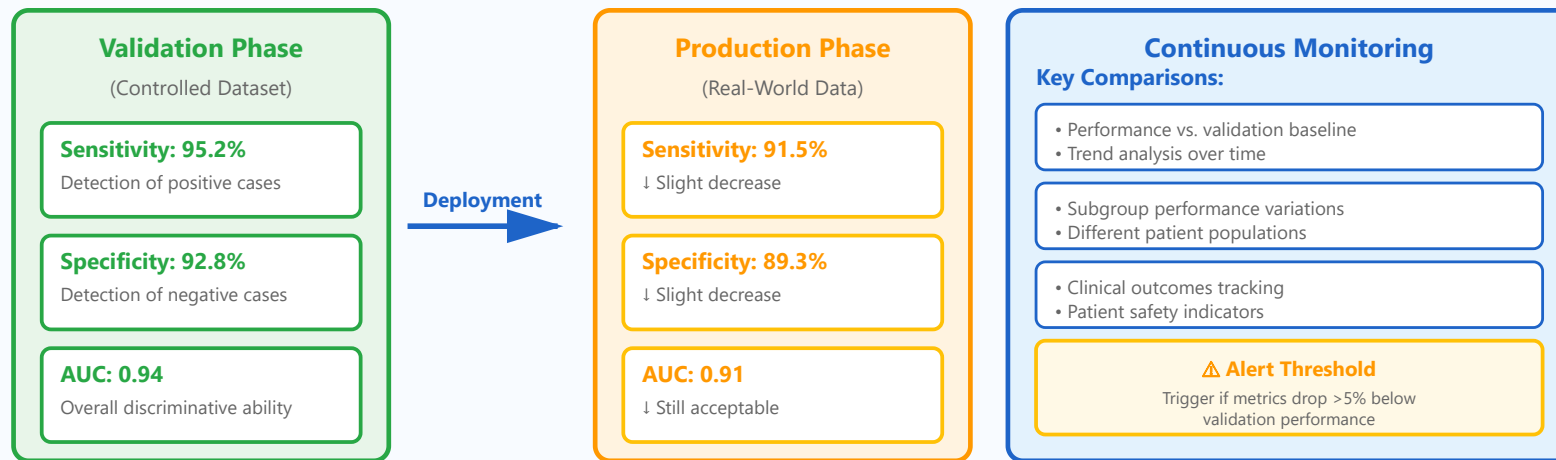 Validation Phase
(Controlled Dataset)
Sensitivity: 95.2%
Detection of positive cases
Specificity: 92.8%
Detection of negative cases
AUC: 0.94
Overall discriminative ability
Deployment
Production Phase
(Real-World Data)
Sensitivity: 91.5%
↓ Slight decrease
Specificity: 89.3%
↓ Slight decrease
AUC: 0.91
↓ Still acceptable
Continuous Monitoring
Key Comparisons:
• Performance vs. validation baseline
• Trend analysis over time
• Subgroup performance variations
• Different patient populations
• Clinical outcomes tracking
• Patient safety indicators
⚠ Alert Threshold
Trigger if metrics drop >5% below
validation performance